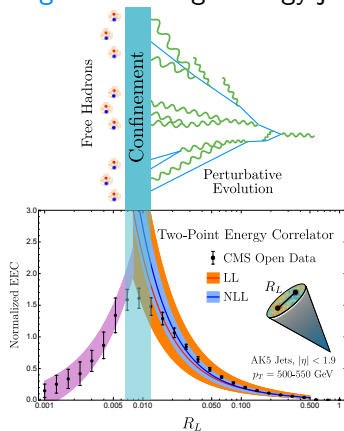 Free Hadrons
Confinement
Perturbative
Evolution
3.0
2.5
2.0
1.5
1.0
0.5
0.0
Normalized EEC
Two-Point Energy Correlator
CMS Open Data
LL
NLL
R_L
AK5 Jets, |η| < 1.9
p_T = 500-550 GeV
0.001
0.005
0.010
0.050
0.100
0.500
1
R_L